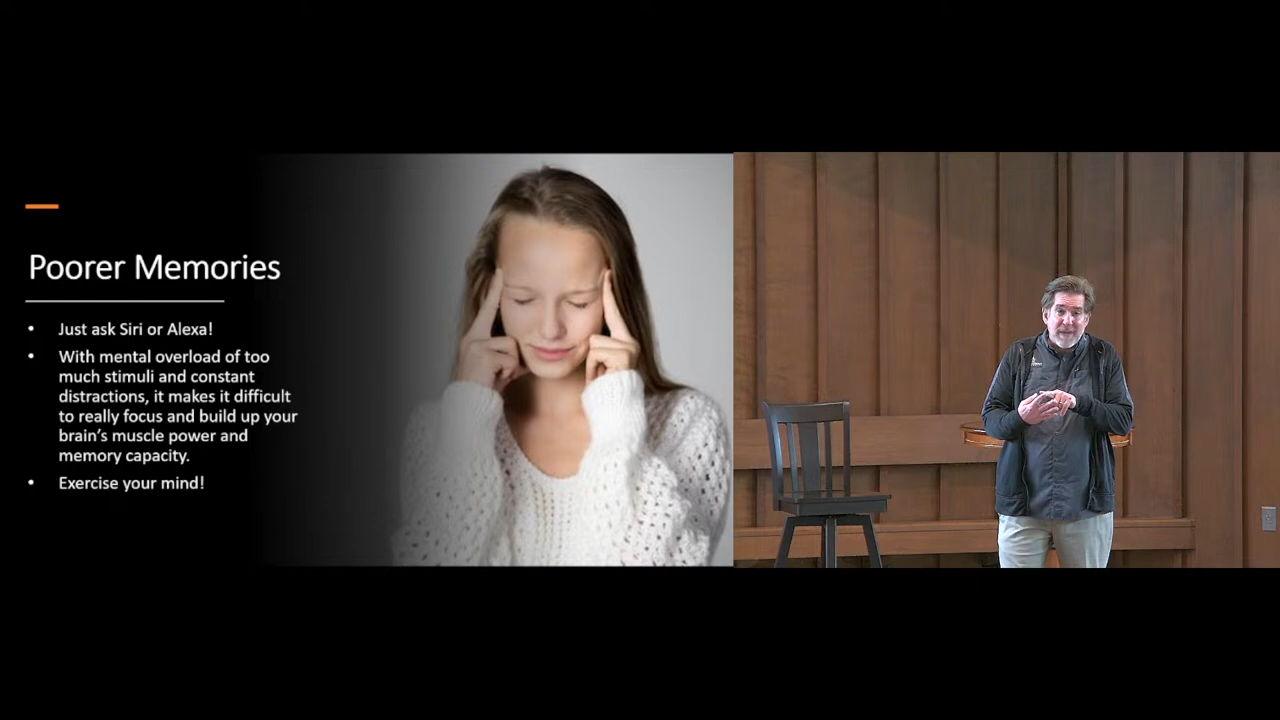 Poorer Memories
• Just ask Siri or Alexa!
• With mental overload of too
much stimuli and constant
distractions, it makes it difficult
to really focus and build up your
brain's muscle power and
memory capacity.
• Exercise your mind!